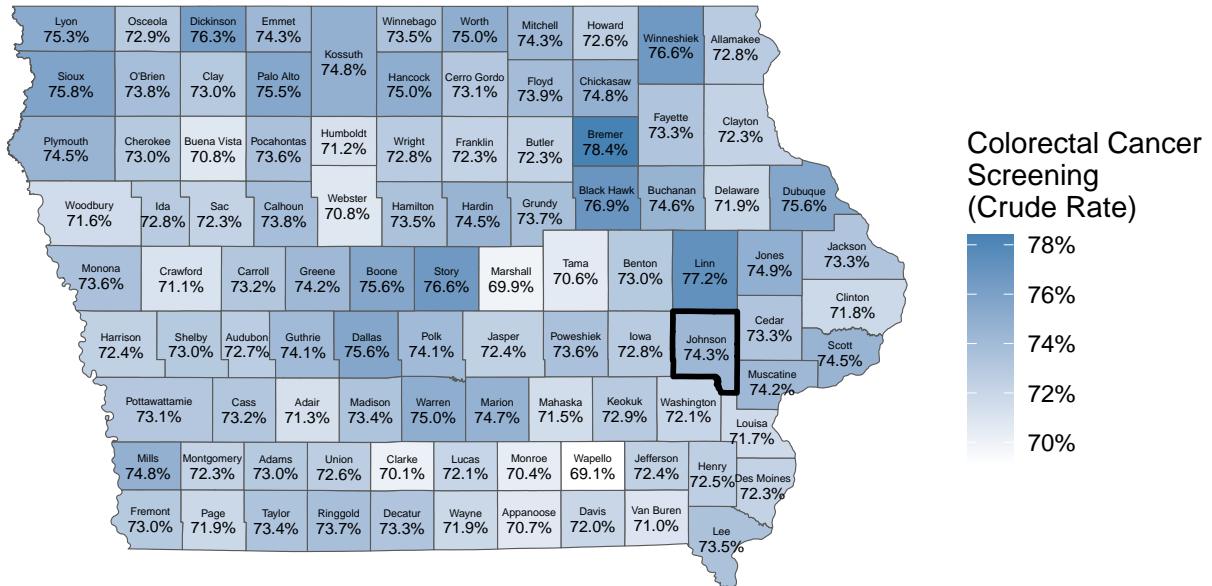 Lyon
75.3%
Osceola
72.9%
Dickinson
76.3%
Emmet
74.3%
Kossuth
74.8%
Winnebago
73.5%
Worth
75.0%
Mitchell
74.3%
Howard
72.6%
Winneshiek
76.6%
Allamakee
72.8%
Sioux
75.8%
O'Brien
73.8%
Clay
73.0%
Palo Alto
75.5%
Hancock
75.0%
Cerro Gordo
73.1%
Floyd
73.9%
Chickasaw
74.8%
Fayette
73.3%
Clayton
72.3%
Plymouth
74.5%
Cherokee
73.0%
Buena Vista
70.8%
Pocahontas
73.6%
Humboldt
71.2%
Wright
72.8%
Franklin
72.3%
Butler
72.3%
Bremer
78.4%
Woodbury
71.6%
Ida
72.8%
Sac
72.3%
Calhoun
73.8%
Webster
70.8%
Hamilton
73.5%
Hardin
74.5%
Grundy
73.7%
Black Hawk
76.9%
Buchanan
74.6%
Delaware
71.9%
Dubuque
75.6%
Monona
73.6%
Crawford
71.1%
Carroll
73.2%
Greene
74.2%
Boone
75.6%
Story
76.6%
Marshall
69.9%
Tama
70.6%
Benton
73.0%
Linn
77.2%
Jones
74.9%
Jackson
73.3%
Clinton
71.8%
Harrison
72.4%
Shelby
73.0%
Audubon
72.7%
Guthrie
74.1%
Dallas
75.6%
Polk
74.1%
Jasper
72.4%
Poweshiek
73.6%
Iowa
72.8%
Johnson
74.3%
Cedar
73.3%
Scott
74.5%
Muscatine
74.2%
Pottawattamie
73.1%
Cass
73.2%
Adair
71.3%
Madison
73.4%
Warren
75.0%
Marion
74.7%
Mahaska
71.5%
Keokuk
72.9%
Washington
72.1%
Louisa
71.7%
Mills
74.8%
Montgomery
72.3%
Adams
73.0%
Union
72.6%
Clarke
70.1%
Lucas
72.1%
Monroe
70.4%
Wapello
69.1%
Jefferson
72.4%
Henry
72.5%
Des Moines
72.3%
Fremont
73.0%
Page
71.9%
Taylor
73.4%
Ringgold
73.7%
Decatur
73.3%
Wayne
71.9%
Appanoose
70.7%
Davis
72.0%
Van Buren
71.0%
Lee
73.5%
Colorectal Cancer
Screening
(Crude Rate)
78%
76%
74%
72%
70%